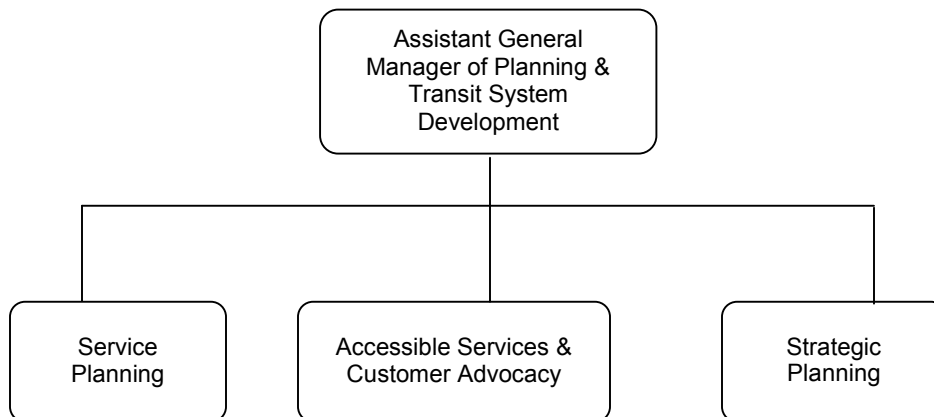 Assistant General
Manager of Planning &
Transit System
Development
Service
Planning
Accessible Services &
Customer Advocacy
Strategic
Planning